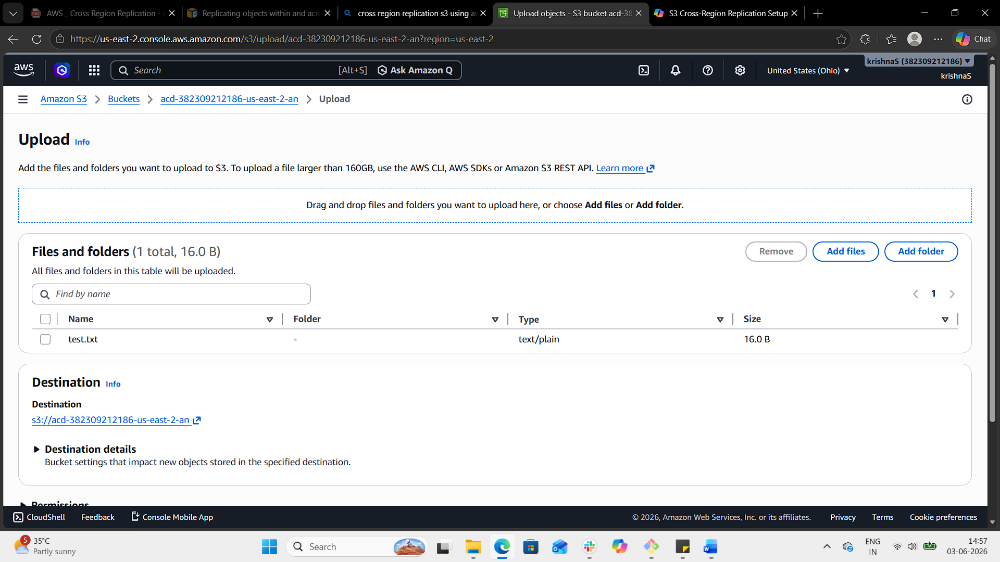 AWS _ Cross Region Replication - s
Replicating objects within and acro
cross region replication s3 using a
Upload objects - S3 bucket acd-38
S3 Cross-Region Replication Setup
https://us-east-2.console.aws.amazon.com/s3/upload/acd-382309212186-us-east-2-an?region=us-east-2
Chat
aws
Search
[Alt+S]
Ask Amazon Q
United States (Ohio)
krishnaS (382309212186)
krishnaS
Amazon S3
Buckets
acd-382309212186-us-east-2-an
Upload
Upload Info
Add the files and folders you want to upload to S3. To upload a file larger than 160GB, use the AWS CLI, AWS SDKs or Amazon S3 REST API. Learn more
Drag and drop files and folders you want to upload here, or choose Add files or Add folder.
Files and folders (1 total, 16.0 B)
Remove
Add files
Add folder
All files and folders in this table will be uploaded.
Find by name
1
Name Folder Type Size
test.txt - text/plain 16.0 B
Destination Info
Destination
s3://acd-382309212186-us-east-2-an
Destination details
Bucket settings that impact new objects stored in the specified destination.
Permissions
CloudShell
Feedback
Console Mobile App
© 2026, Amazon Web Services, Inc. or its affiliates.
Privacy
Terms
Cookie preferences
5
35°C
Partly sunny
Search
ENG
IN
14:57
03-06-2026